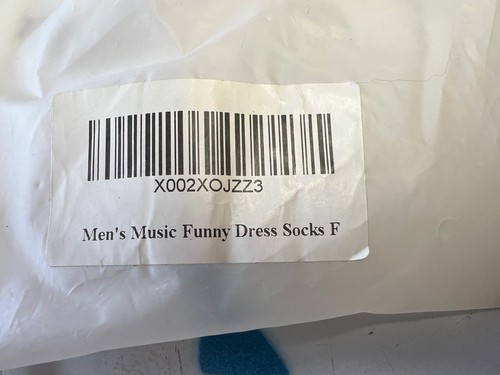 X002XOJZZ3
Men's Music Funny Dress Socks F